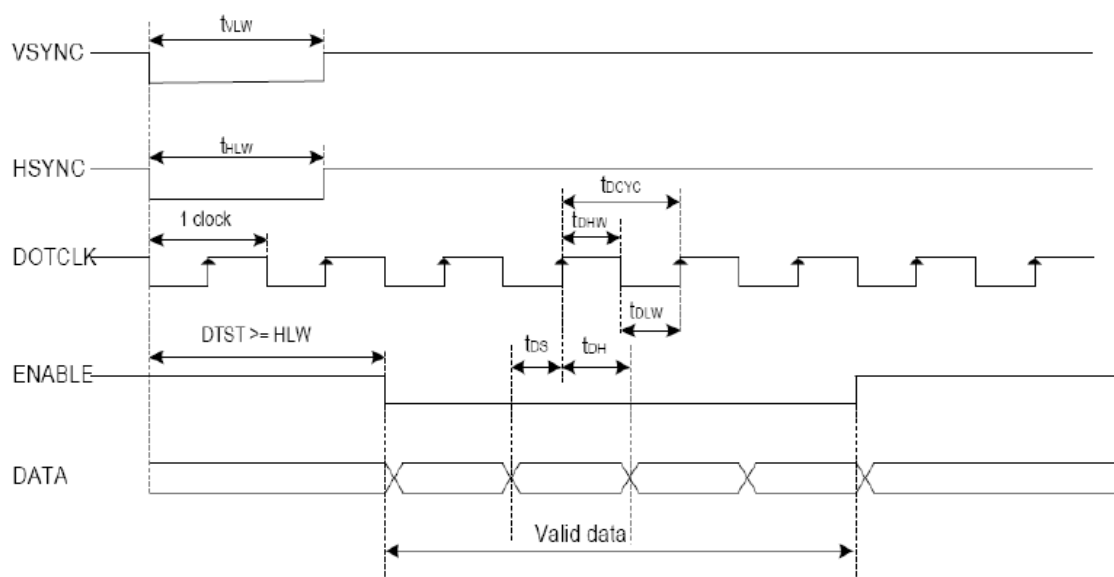 tVLW
VSYNC
tHLW
HSYNC
tDCYC
1 clock
tDHW
DOTCLK
tDLW
DTST >= HLW
tDS
tDH
ENABLE
DATA
Valid data